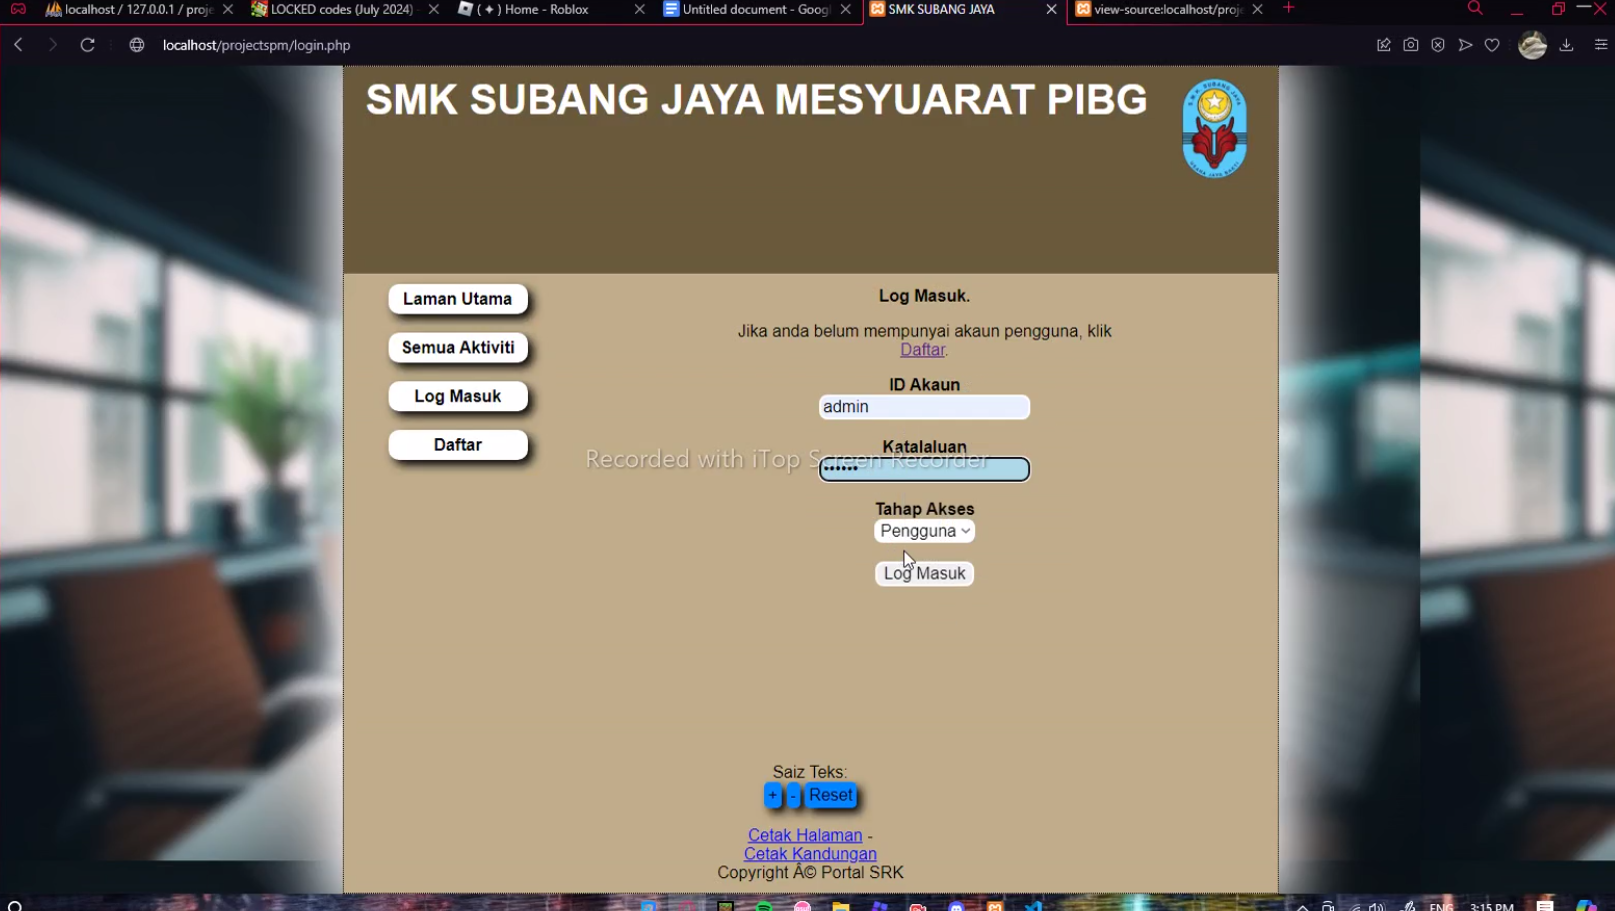 localhost / 127.0.0.1 / proje
LOCKED codes (July 2024) -
( ✦ ) Home - Roblox
Untitled document - Googl
SMK SUBANG JAYA
view-source:localhost/proje
localhost/projectspm/login.php
SMK SUBANG JAYA MESYUARAT PIBG
Laman Utama
Semua Aktiviti
Log Masuk
Daftar
Log Masuk.
Jika anda belum mempunyai akaun pengguna, klik
Daftar.
ID Akaun
admin
Katalaluan
••••••
Recorded with iTop Screen Recorder
Tahap Akses
Pengguna
Log Masuk
Saiz Teks:
+ - Reset
Cetak Halaman -
Cetak Kandungan
Copyright Â© Portal SRK
ENG
3:15 PM